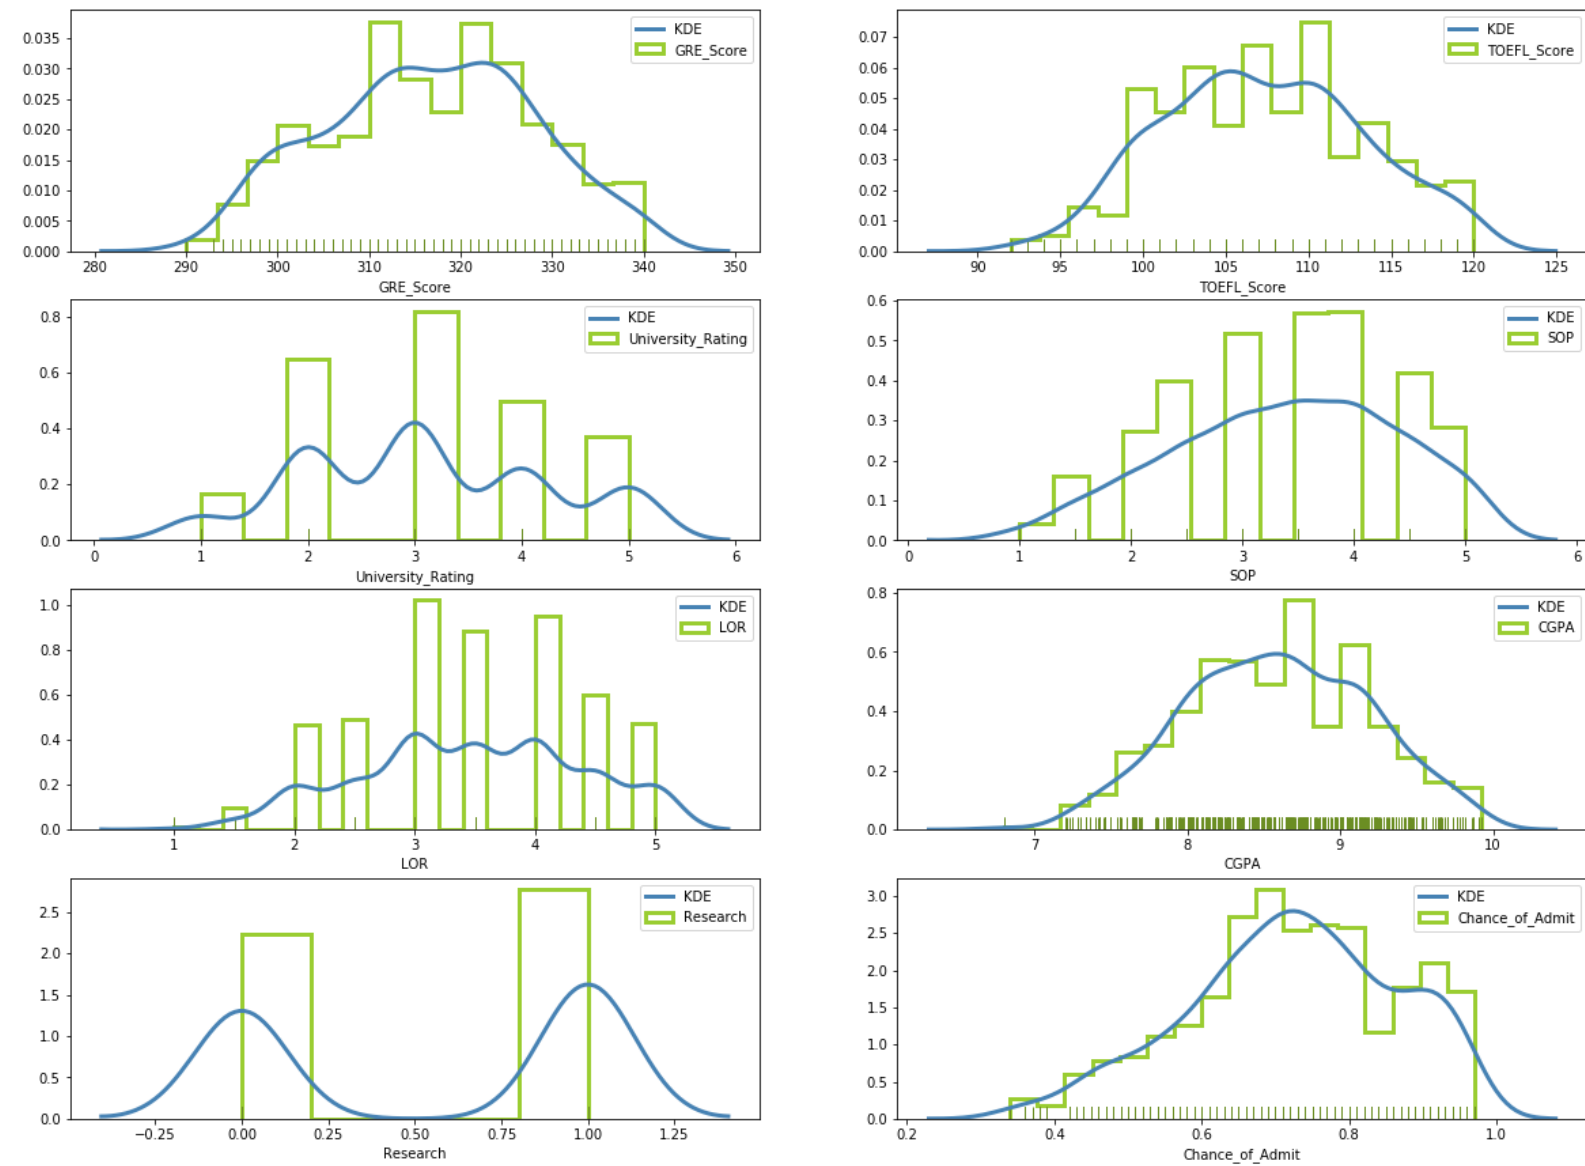 KDE
GRE_Score
0.035
0.030
0.025
0.020
0.015
0.010
0.005
0.000
280 290 300 310 320 330 340 350
GRE_Score
KDE
TOEFL_Score
0.07
0.06
0.05
0.04
0.03
0.02
0.01
0.00
90 95 100 105 110 115 120 125
TOEFL_Score
KDE
University_Rating
0.8
0.6
0.4
0.2
0.0
0 1 2 3 4 5 6
University_Rating
KDE
SOP
0.6
0.5
0.4
0.3
0.2
0.1
0.0
0 1 2 3 4 5 6
SOP
KDE
LOR
1.0
0.8
0.6
0.4
0.2
0.0
1 2 3 4 5
LOR
KDE
CGPA
0.8
0.6
0.4
0.2
0.0
7 8 9 10
CGPA
KDE
Research
2.5
2.0
1.5
1.0
0.5
0.0
−0.25 0.00 0.25 0.50 0.75 1.00 1.25
Research
KDE
Chance_of_Admit
3.0
2.5
2.0
1.5
1.0
0.5
0.0
0.2 0.4 0.6 0.8 1.0
Chance_of_Admit